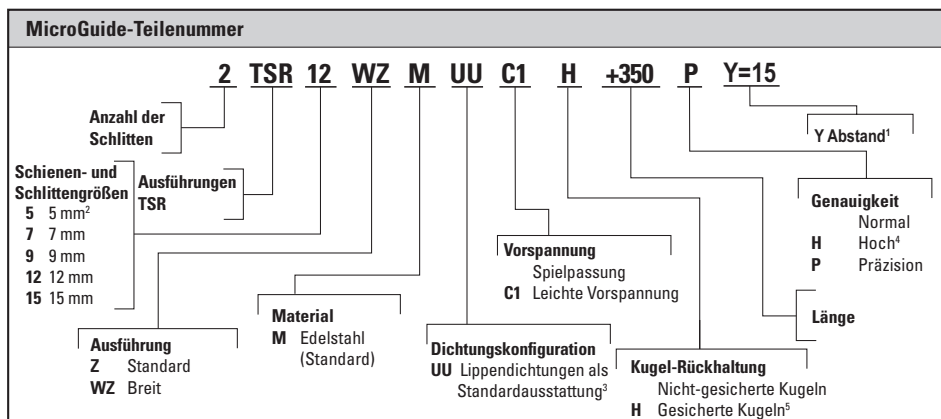 MicroGuide-Teilenummer
2 TSR 12 WZ M UU C1 H +350 P Y=15
Anzahl der
Schlitten
Schienen- und
Schlittengrößen
5 5 mm²
7 7 mm
9 9 mm
12 12 mm
15 15 mm
Ausführungen
TSR
Ausführung
Z Standard
WZ Breit
Material
M Edelstahl
(Standard)
Dichtungskonfiguration
UU Lippendichtungen als
Standardausstattung³
Vorspannung
Spielpassung
C1 Leichte Vorspannung
Kugel-Rückhaltung
Nicht-gesicherte Kugeln
H Gesicherte Kugeln⁵
Länge
Genauigkeit
Normal
H Hoch⁴
P Präzision
Y Abstand¹